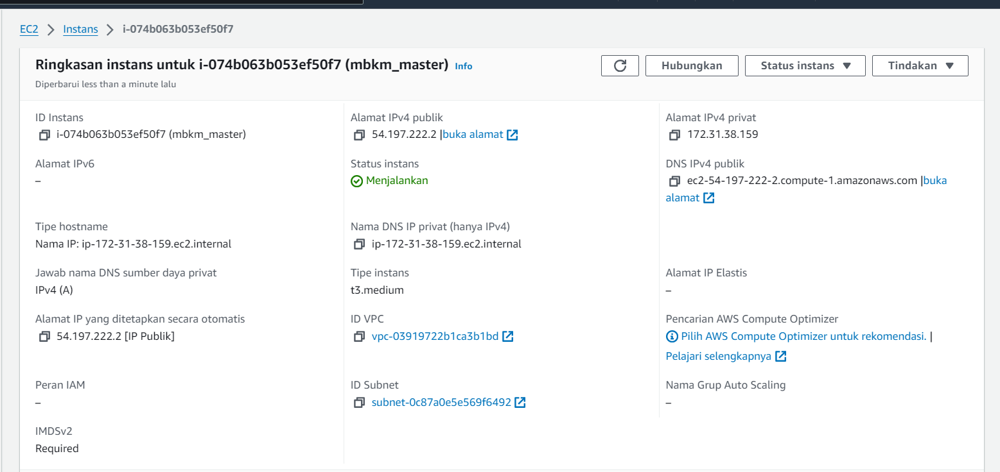 EC2 > Instans > i-074b063b053ef50f7
Ringkasan instans untuk i-074b063b053ef50f7 (mbkm_master) Info
Diperbarui less than a minute lalu
Hubungkan
Status instans ▼
Tindakan ▼
ID Instans
i-074b063b053ef50f7 (mbkm_master)
Alamat IPv4 publik
54.197.222.2 |buka alamat
Alamat IPv4 privat
172.31.38.159
Alamat IPv6
–
Status instans
Menjalankan
DNS IPv4 publik
ec2-54-197-222-2.compute-1.amazonaws.com |buka
alamat
Tipe hostname
Nama IP: ip-172-31-38-159.ec2.internal
Nama DNS IP privat (hanya IPv4)
ip-172-31-38-159.ec2.internal
Jawab nama DNS sumber daya privat
IPv4 (A)
Tipe instans
t3.medium
Alamat IP Elastis
–
Alamat IP yang ditetapkan secara otomatis
54.197.222.2 [IP Publik]
ID VPC
vpc-03919722b1ca3b1bd
Pencarian AWS Compute Optimizer
Pilih AWS Compute Optimizer untuk rekomendasi. |
Pelajari selengkapnya
Peran IAM
–
ID Subnet
subnet-0c87a0e5e569f6492
Nama Grup Auto Scaling
–
IMDSv2
Required